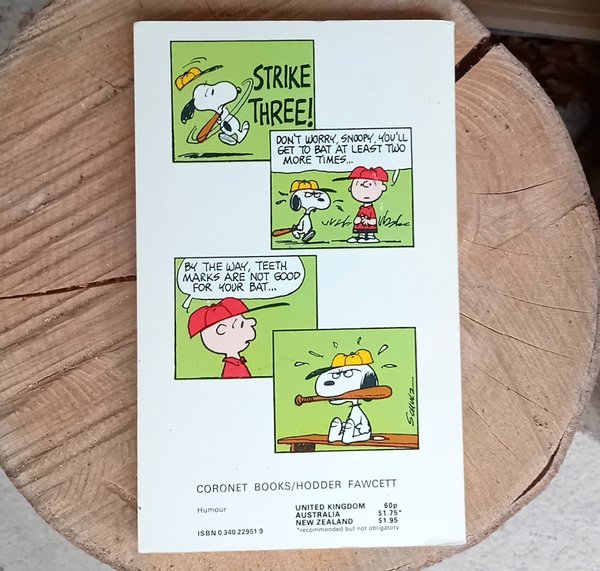 STRIKE
THREE!
DON'T WORRY, SNOOPY, YOU'LL
GET TO BAT AT LEAST TWO
MORE TIMES...
BY THE WAY, TEETH
MARKS ARE NOT GOOD
FOR YOUR BAT...
SCHULZ
CORONET BOOKS/HODDER FAWCETT
Humour
UNITED KINGDOM 60p
AUSTRALIA $1.75*
NEW ZEALAND $1.95
*recommended but not obligatory
ISBN 0 340 22951 9